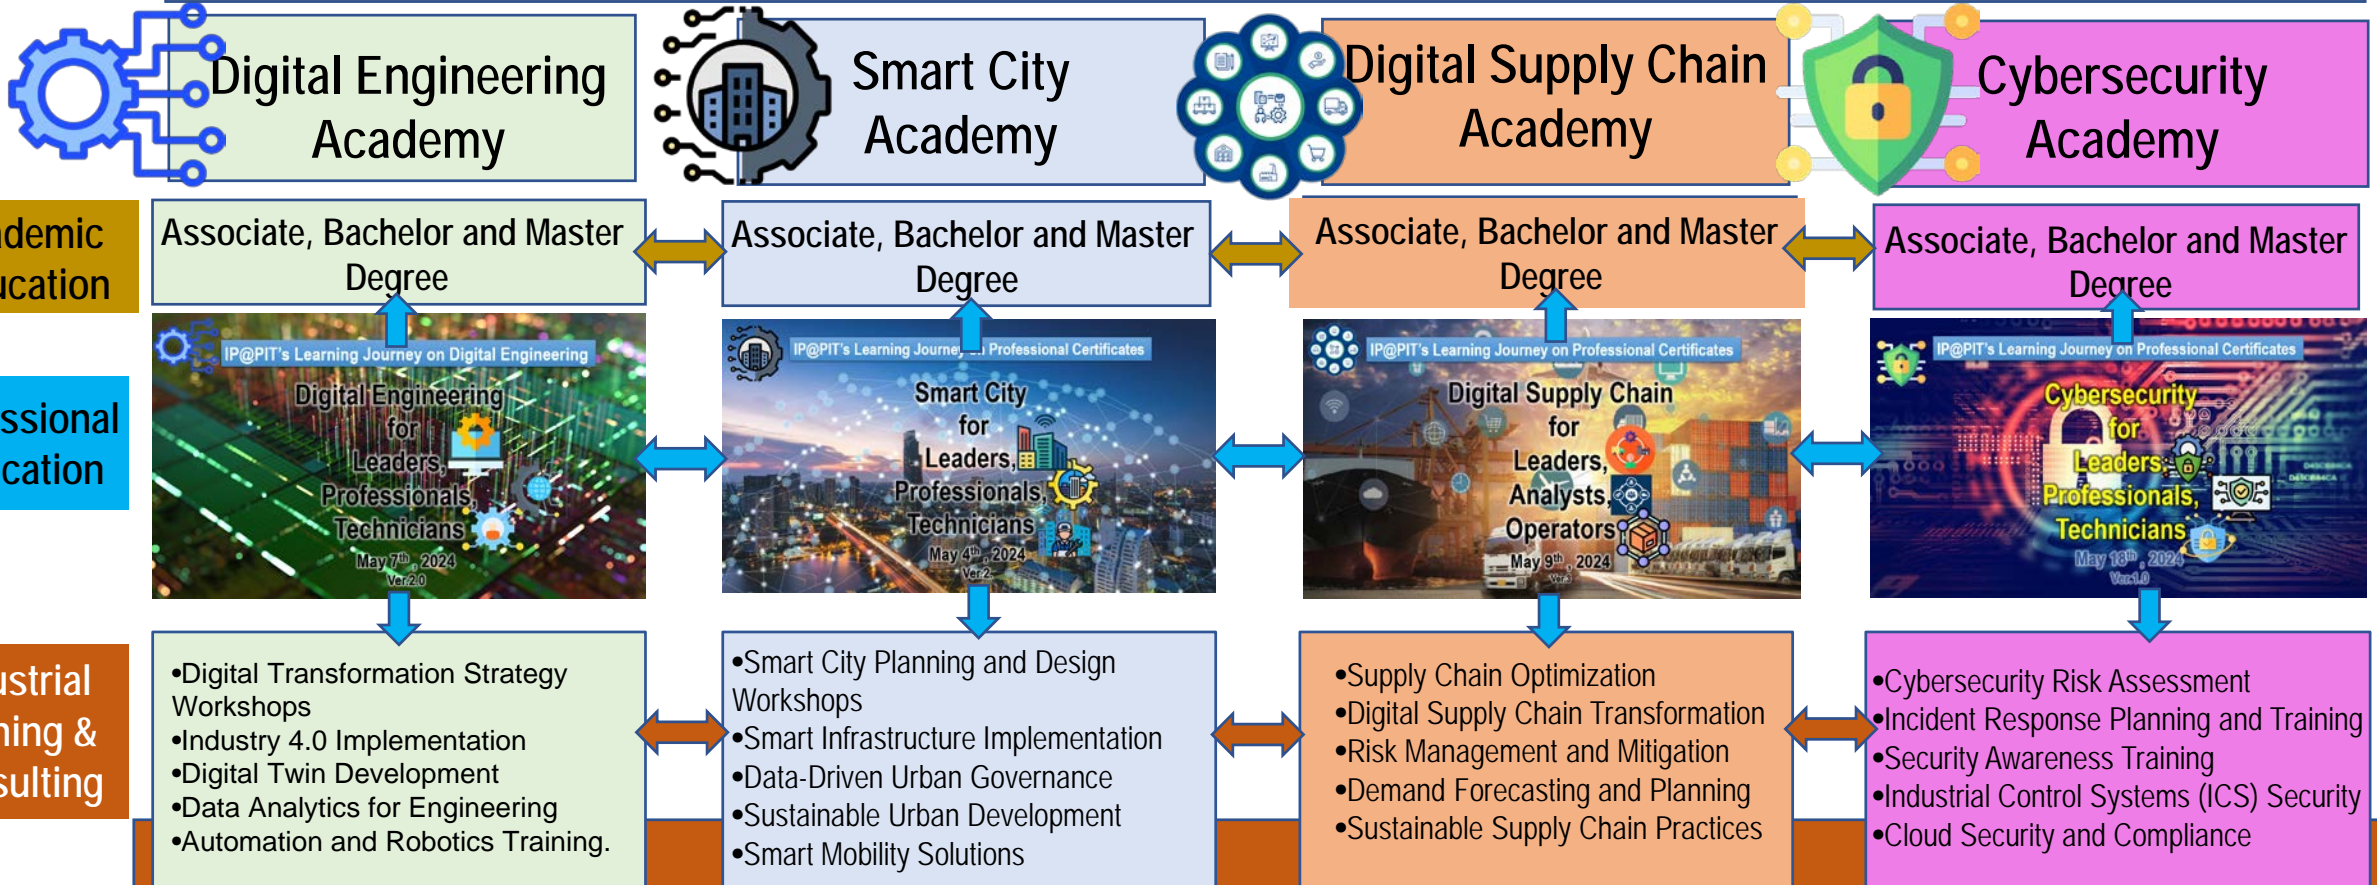 Digital Engineering
Academy
Smart City
Academy
Digital Supply Chain
Academy
Cybersecurity
Academy
Associate, Bachelor and Master
Degree
Associate, Bachelor and Master
Degree
Associate, Bachelor and Master
Degree
Associate, Bachelor and Master
Degree
IP@PIT's Learning Journey on Digital Engineering
Digital Engineering
for
Leaders,
Professionals,
Technicians
May 7th , 2024
Ver.2.0
IP@PIT's Learning Journey on Professional Certificates
Smart City
for
Leaders,
Professionals,
Technicians
May 4th , 2024
Ver.2.
IP@PIT's Learning Journey on Professional Certificates
Digital Supply Chain
for
Leaders,
Analysts,
Operators
May 9th , 2024
IP@PIT's Learning Journey on Professional Certificates
Cybersecurity
for
Leaders,
Professionals,
Technicians
May 18th , 2024
Ver.1.0
&
•Digital Transformation Strategy
Workshops
•Industry 4.0 Implementation
•Digital Twin Development
•Data Analytics for Engineering
•Automation and Robotics Training.
•Smart City Planning and Design
Workshops
•Smart Infrastructure Implementation
•Data-Driven Urban Governance
•Sustainable Urban Development
•Smart Mobility Solutions
•Supply Chain Optimization
•Digital Supply Chain Transformation
•Risk Management and Mitigation
•Demand Forecasting and Planning
•Sustainable Supply Chain Practices
•Cybersecurity Risk Assessment
•Incident Response Planning and Training
•Security Awareness Training
•Industrial Control Systems (ICS) Security
•Cloud Security and Compliance